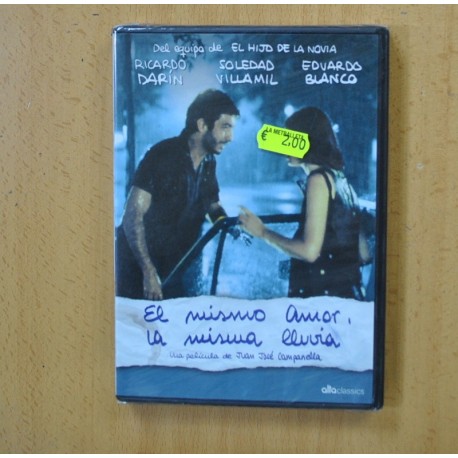 Del equipo de EL HIJO DE LA NOVIA
RICARDO SOLEDAD EDUARDO
DARÍN VILLAMIL BLANCO
LA METRALLETA
€ 2,00
El mismo amor,
la misma lluvia
Una película de Juan José Campanella
altaclassics